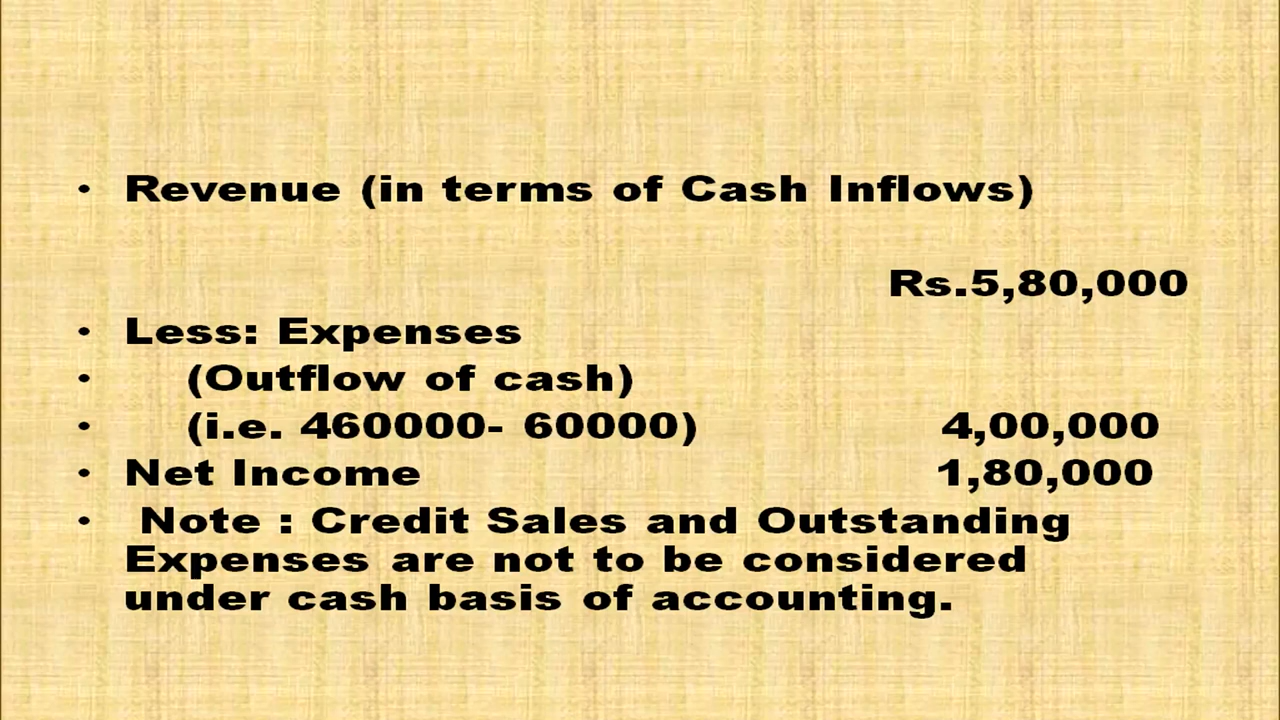 • Revenue (in terms of Cash Inflows)
Rs.5,80,000
• Less: Expenses
• (Outflow of cash)
• (i.e. 460000- 60000) 4,00,000
• Net Income 1,80,000
• Note : Credit Sales and Outstanding
Expenses are not to be considered
under cash basis of accounting.